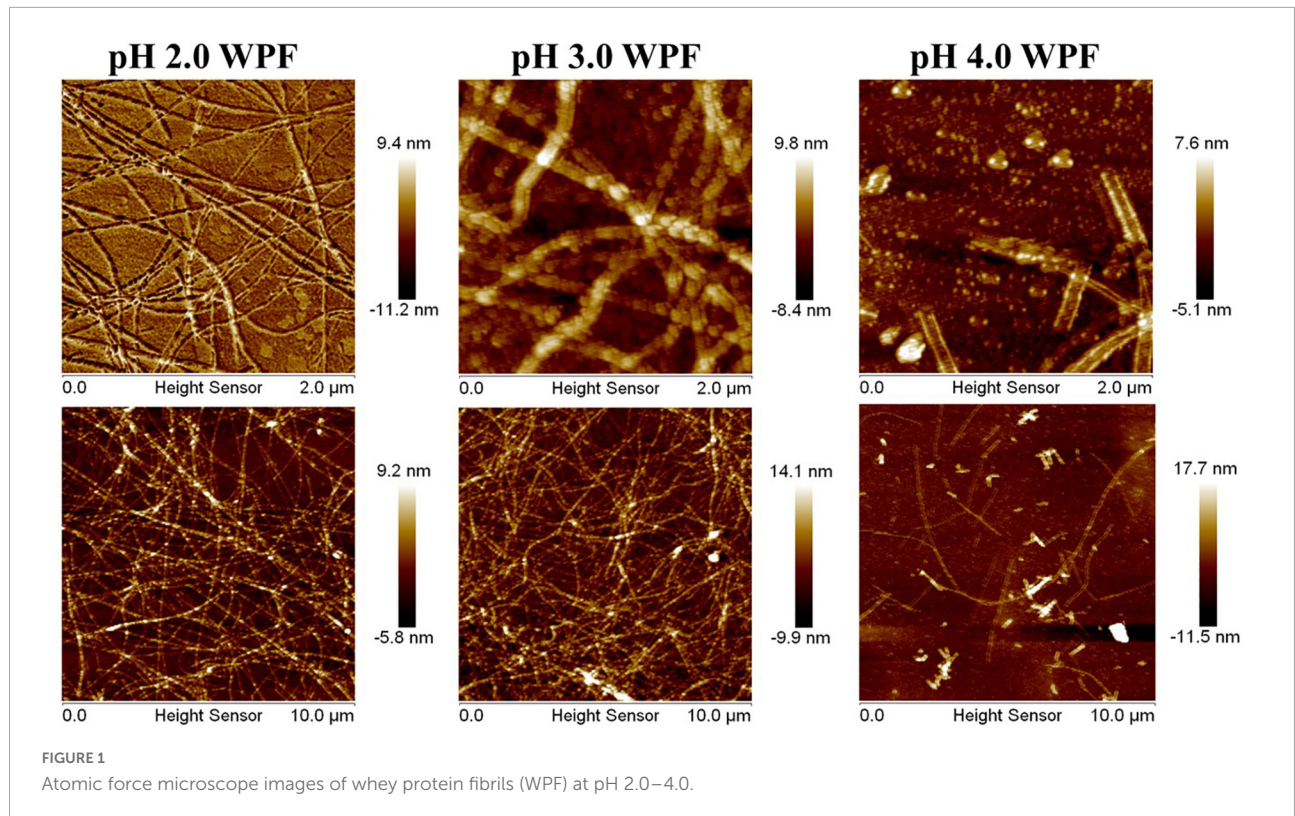 pH 2.0 WPF
pH 3.0 WPF
pH 4.0 WPF
9.4 nm
-11.2 nm
9.8 nm
-8.4 nm
7.6 nm
-5.1 nm
0.0 Height Sensor 2.0 µm
0.0 Height Sensor 2.0 µm
0.0 Height Sensor 2.0 µm
9.2 nm
-5.8 nm
14.1 nm
-9.9 nm
17.7 nm
-11.5 nm
0.0 Height Sensor 10.0 µm
0.0 Height Sensor 10.0 µm
0.0 Height Sensor 10.0 µm
FIGURE 1
Atomic force microscope images of whey protein fibrils (WPF) at pH 2.0–4.0.